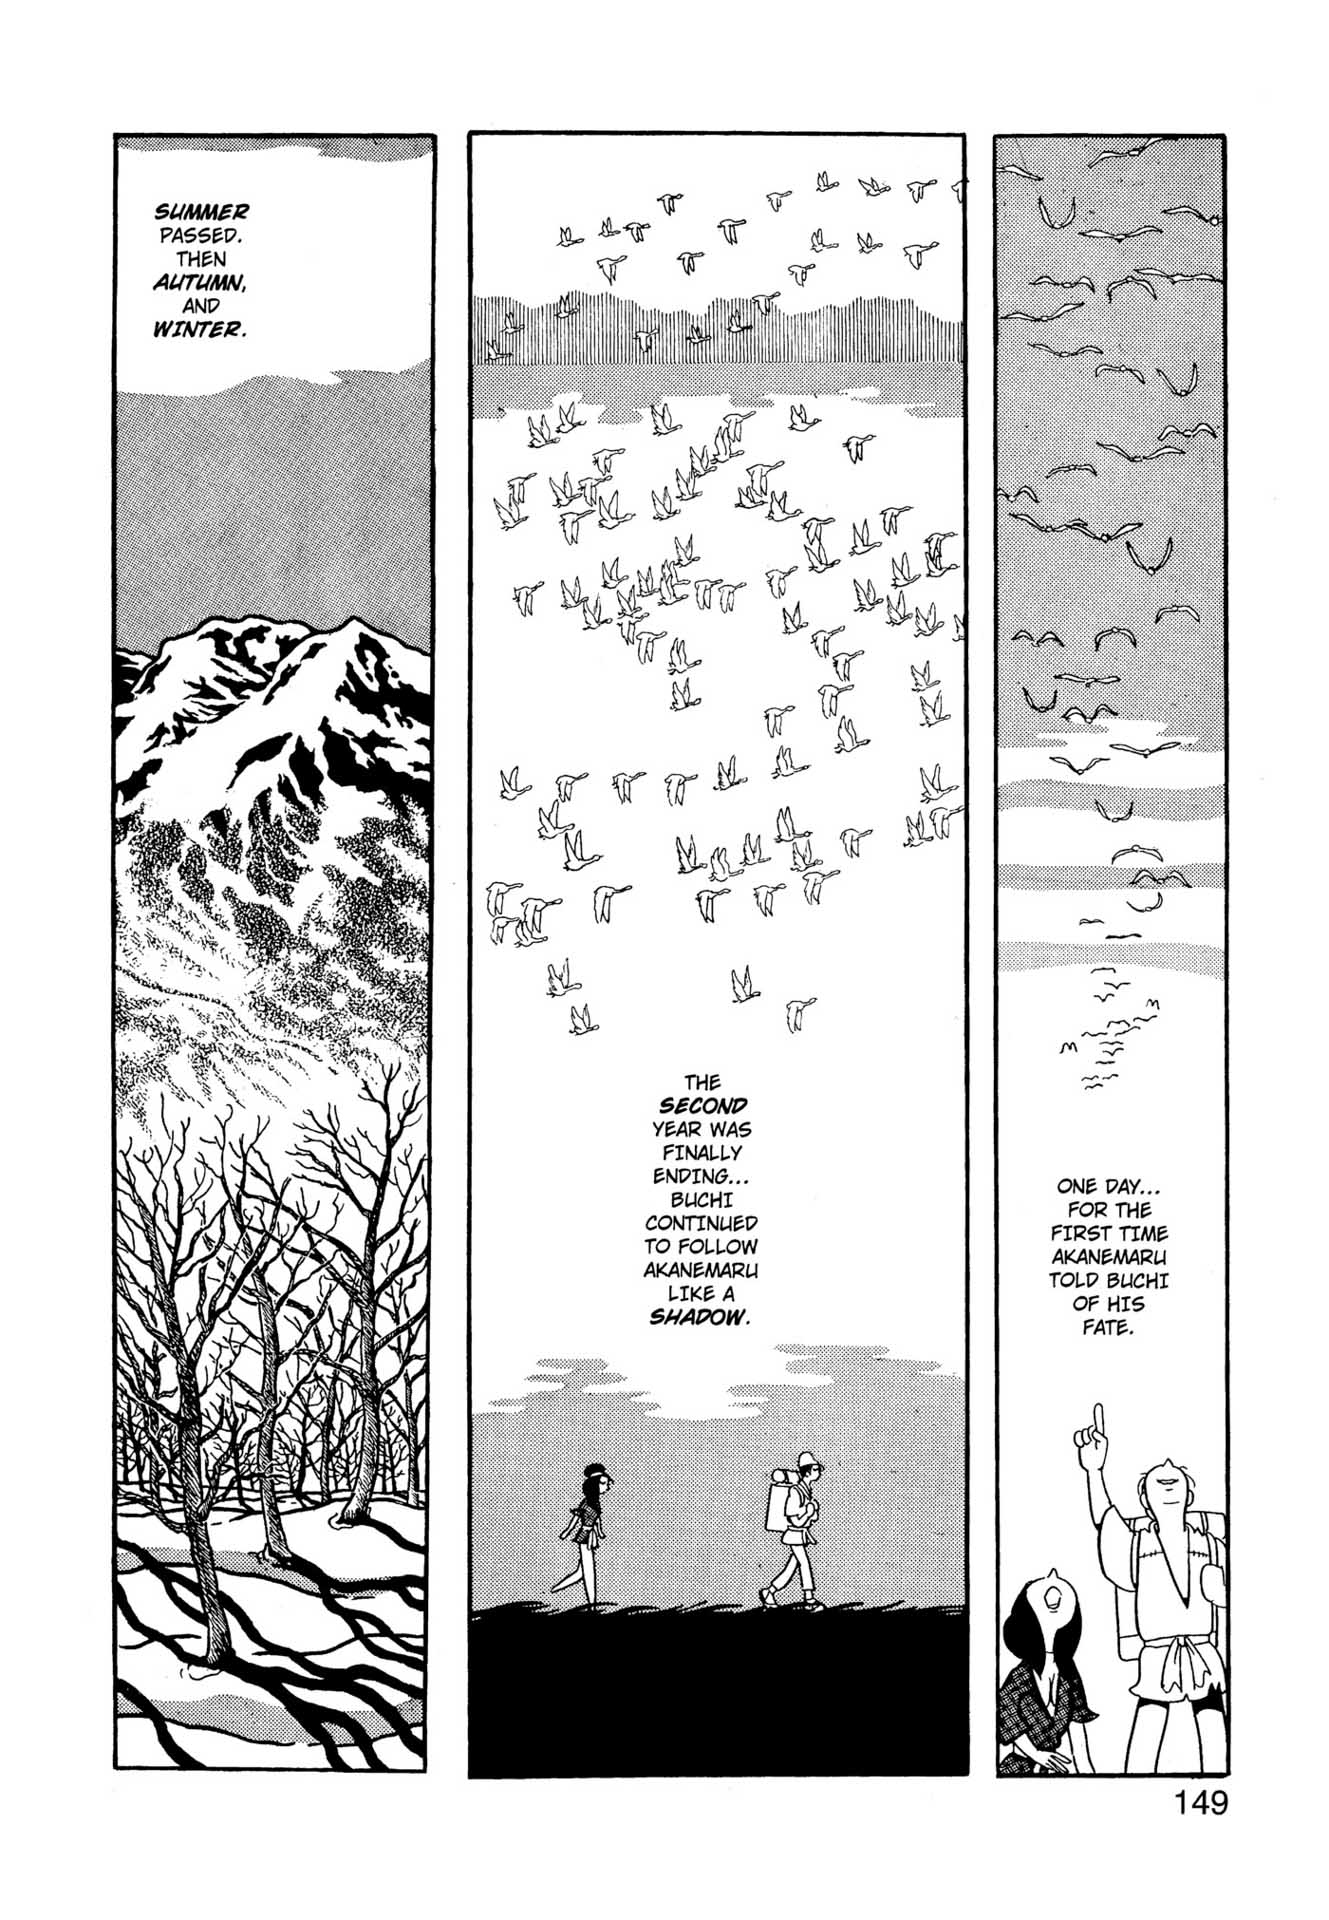 ONE DAY...
FOR THE
FIRST TIME
AKANEMARU
TOLD BUCHI
OF HIS
FATE.
THE
SECOND
YEAR WAS
FINALLY
ENDING...
BUCHI
CONTINUED
TO FOLLOW
AKANEMARU
LIKE A
SHADOW.
SUMMER
PASSED.
THEN
AUTUMN,
AND
WINTER.
149